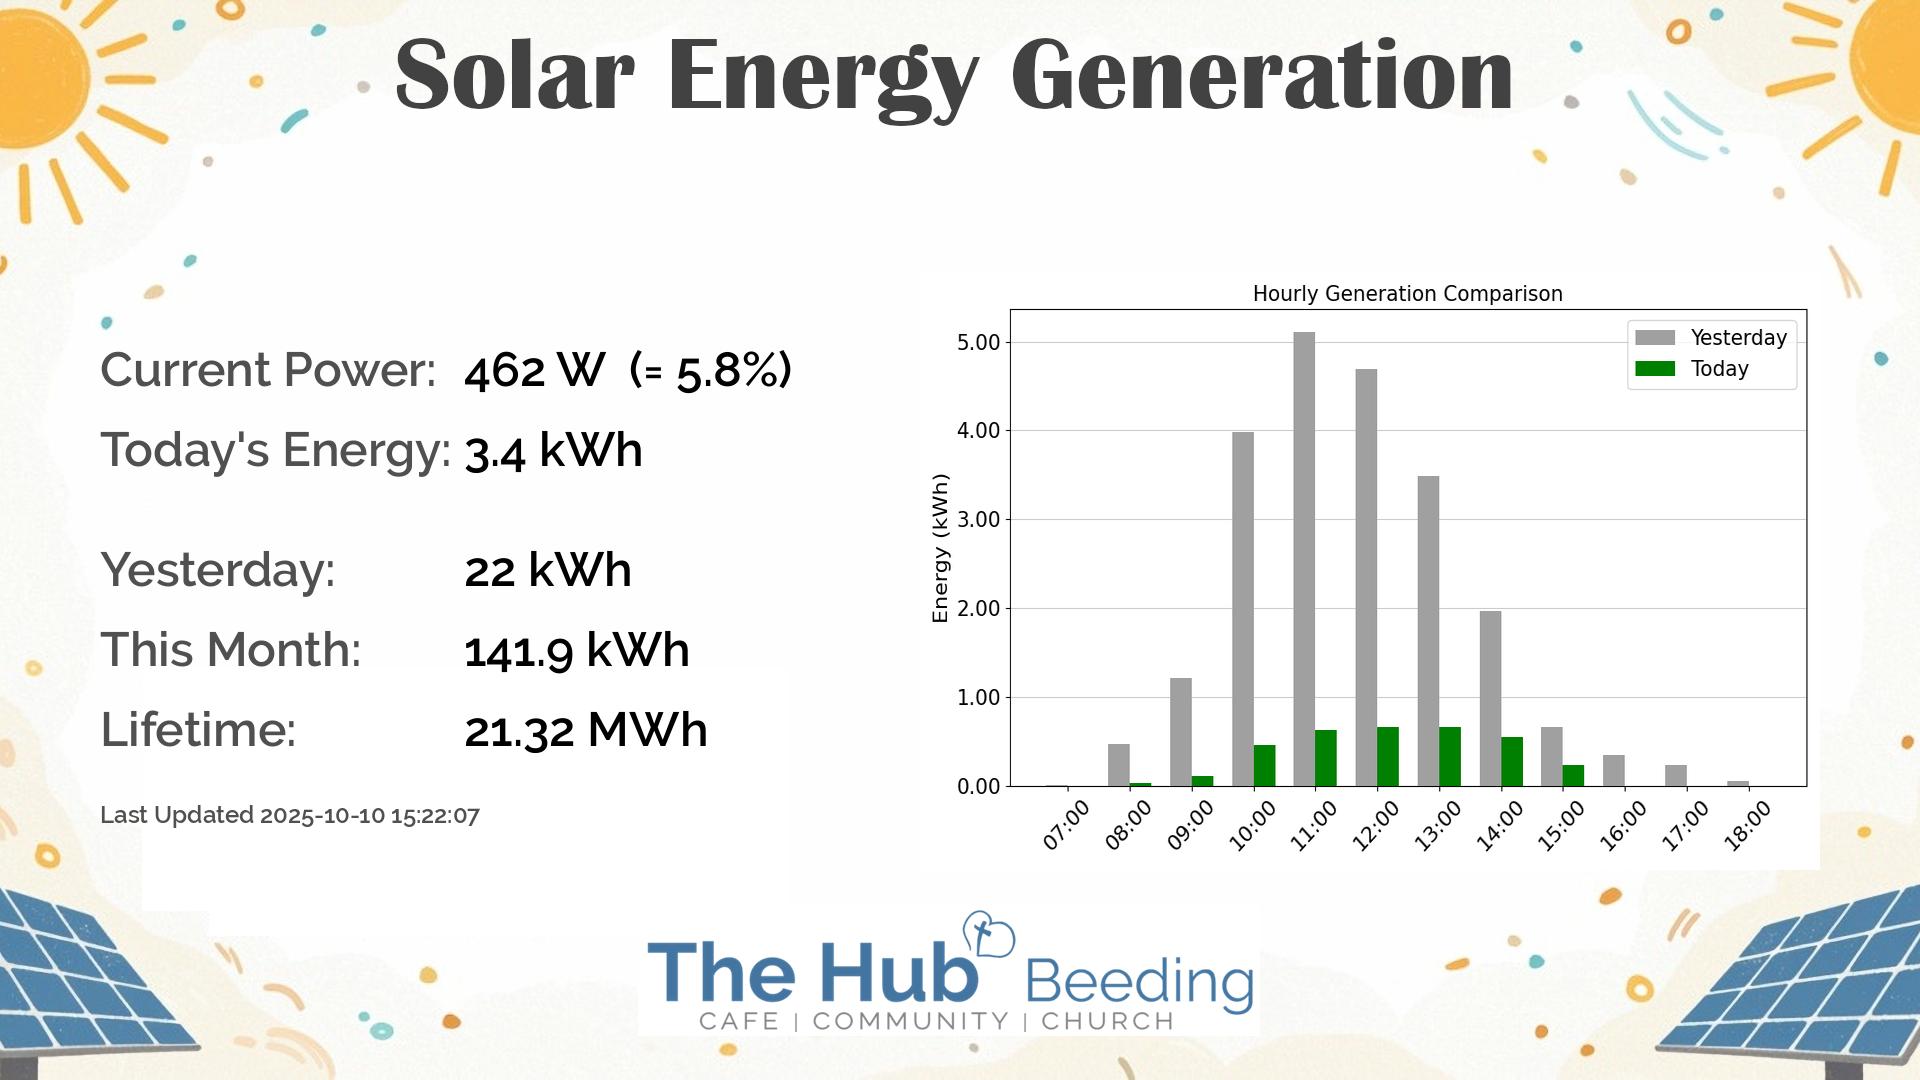 Solar Energy Generation
Current Power: 462 W (= 5.8%)
Today's Energy: 3.4 kWh
Yesterday: 22 kWh
This Month: 141.9 kWh
Lifetime: 21.32 MWh
Last Updated 2025-10-10 15:22:07
Hourly Generation Comparison
Yesterday
Today
Energy (kWh)
5.00
4.00
3.00
2.00
1.00
0.00
07:00 08:00 09:00 10:00 11:00 12:00 13:00 14:00 15:00 16:00 17:00 18:00
The Hub Beeding
CAFE | COMMUNITY | CHURCH